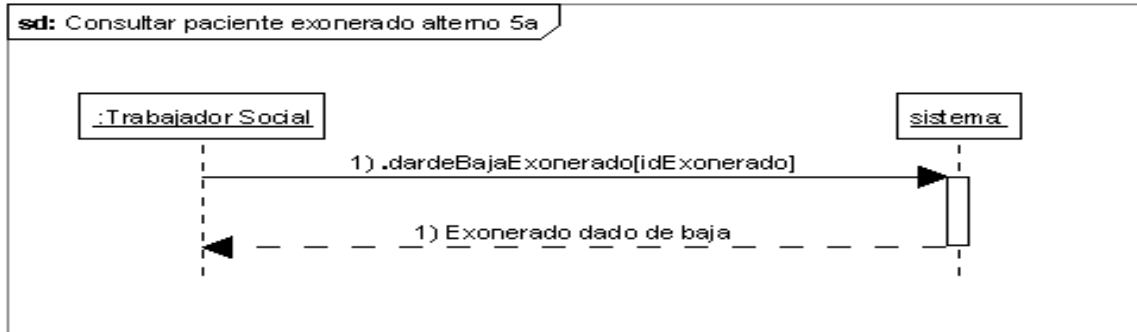 sd: Consultar paciente exonerado alterno 5a
:Trabajador Social
sistema:
1) .dardeBajaExonerado[idExonerado]
1) Exonerado dado de baja